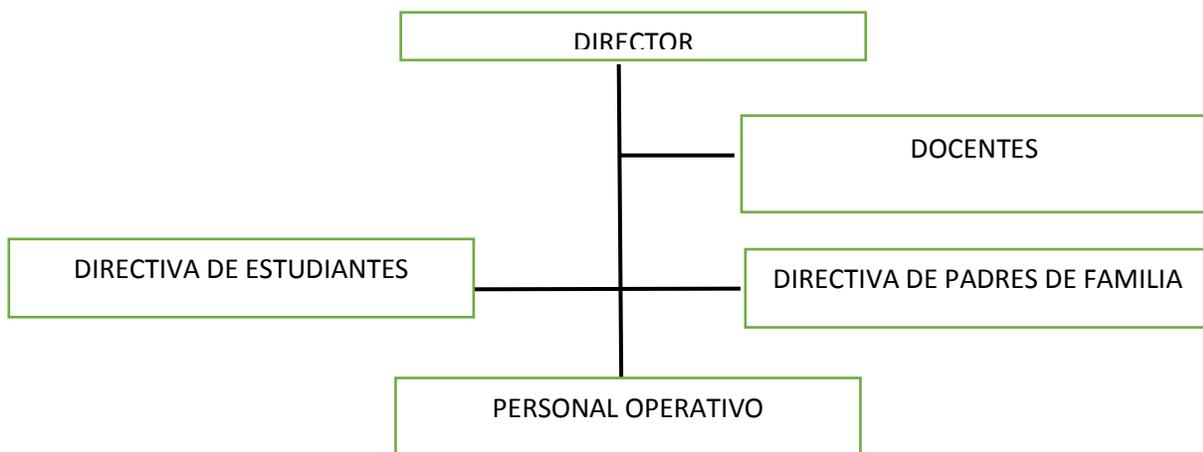 DIRECTOR
DOCENTES
DIRECTIVA DE ESTUDIANTES
DIRECTIVA DE PADRES DE FAMILIA
PERSONAL OPERATIVO